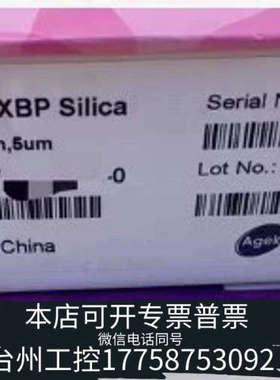 XBP Silica
Serial N
,5um
-0
Lot No.:
China
Agel
本店可开专票普票
微信电话同号
台州工控17758753092